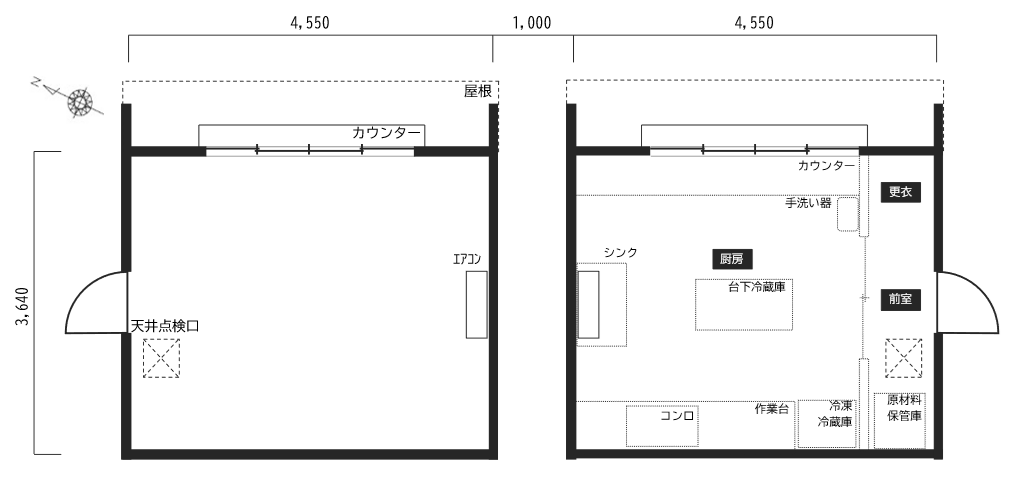 4,550
1,000
4,550
N
屋根
カウンター
カウンター
更衣
手洗い器
エアコン
シンク
厨房
台下冷蔵庫
前室
3,640
天井点検口
コンロ
作業台
冷凍
冷蔵庫
原材料
保管庫